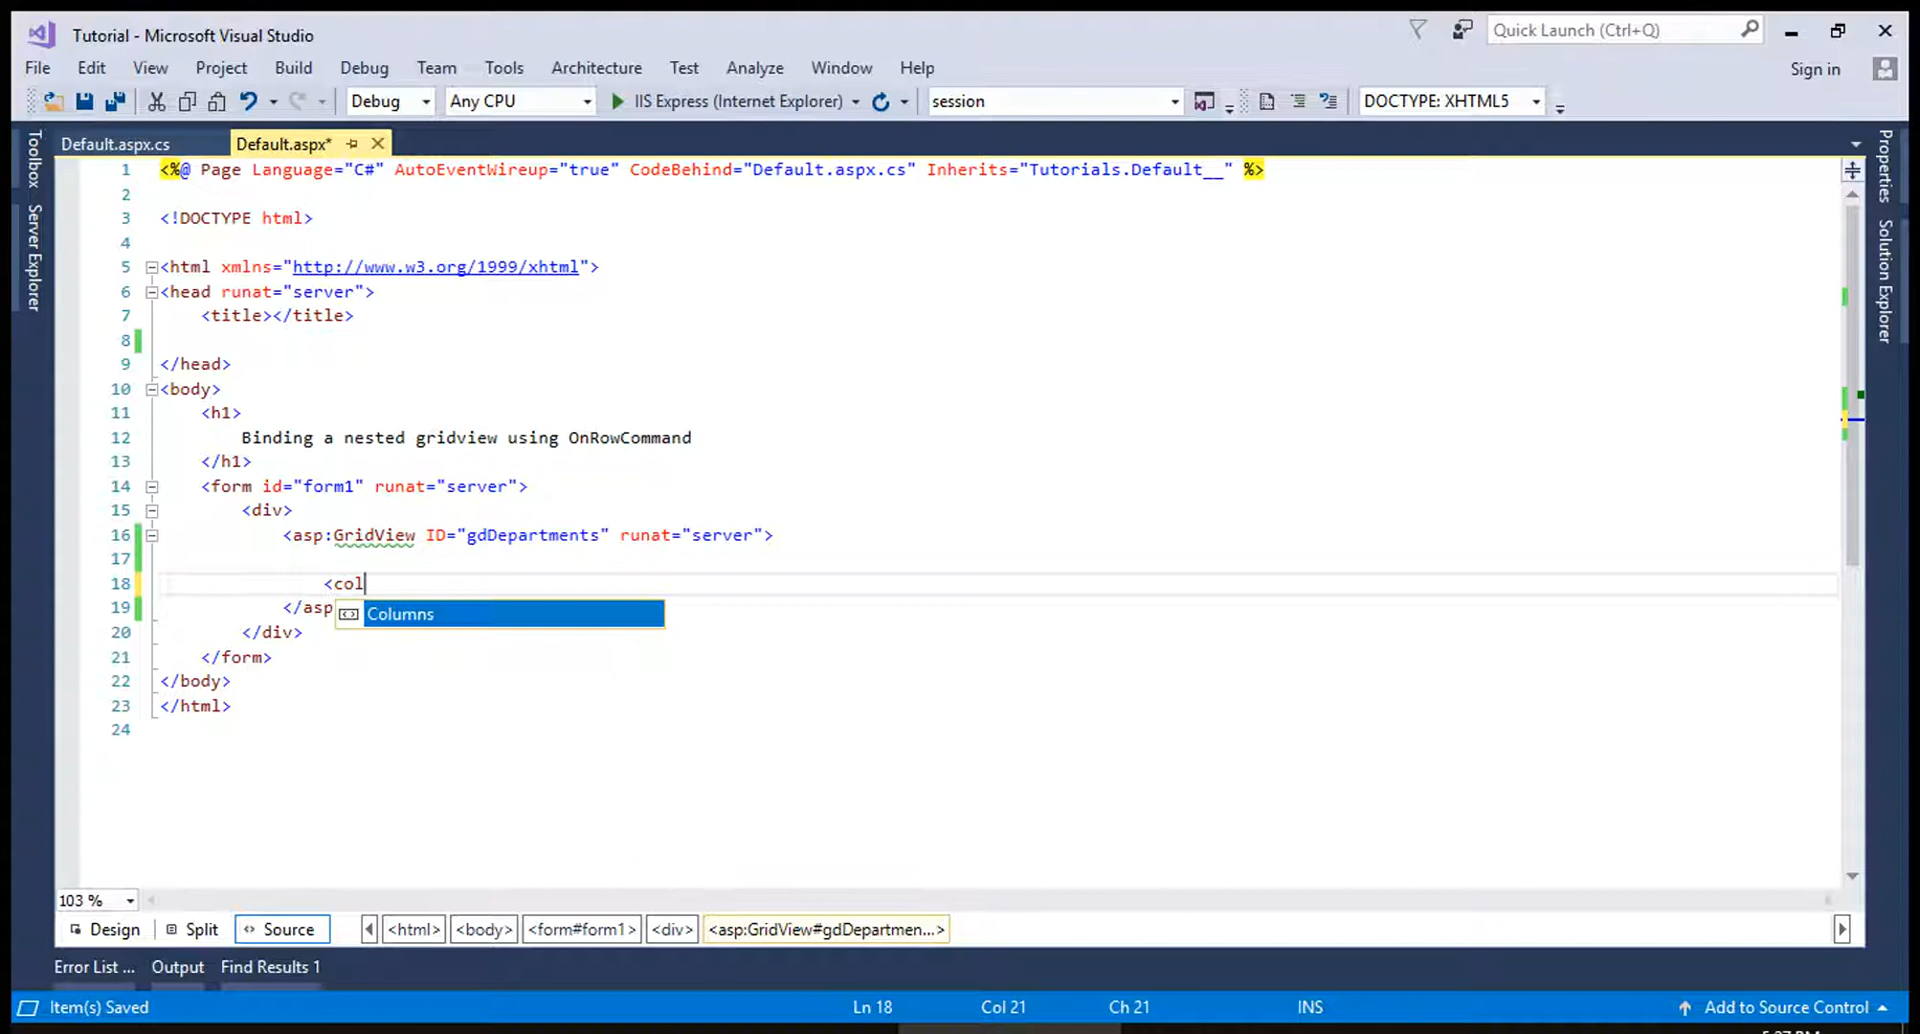 Tutorial - Microsoft Visual Studio
Quick Launch (Ctrl+Q)
File Edit View Project Build Debug Team Tools Architecture Test Analyze Window Help
Sign in
Debug Any CPU IIS Express (Internet Explorer) session DOCTYPE: XHTML5
Default.aspx.cs Default.aspx*
Toolbox
Server Explorer
Properties
Solution Explorer
1 <%@ Page Language="C#" AutoEventWireup="true" CodeBehind="Default.aspx.cs" Inherits="Tutorials.Default__" %>
2
3 <!DOCTYPE html>
4
5 <html xmlns="http://www.w3.org/1999/xhtml">
6 <head runat="server">
7 <title></title>
8
9 </head>
10 <body>
11 <h1>
12 Binding a nested gridview using OnRowCommand
13 </h1>
14 <form id="form1" runat="server">
15 <div>
16 <asp:GridView ID="gdDepartments" runat="server">
17
18 <col
19 </asp
Columns
20 </div>
21 </form>
22 </body>
23 </html>
24
103 %
Design Split Source <html> <body> <form#form1> <div> <asp:GridView#gdDepartmen...>
Error List ... Output Find Results 1
Item(s) Saved Ln 18 Col 21 Ch 21 INS Add to Source Control